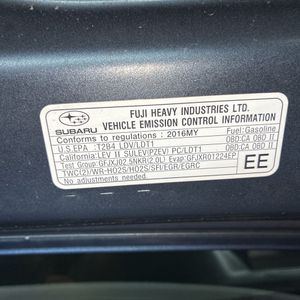 FUJI HEAVY INDUSTRIES LTD.
VEHICLE EMISSION CONTROL INFORMATION
SUBARU
Conforms to regulations : 2016MY
Fuel:Gasoline
U.S.EPA :T2B4 LDV/LDT1
OBD:CA OBD II
California:LEV II SULEV(PZEV) PC/LDT1
OBD:CA OBD II
Test Group:GFJXJ02.5NKR(2.0L) Evap:GFJXR01224EP
TWC(2)/WR-HO2S/HO2S/SFI/EGR/EGRC
No adjustments needed.
EE